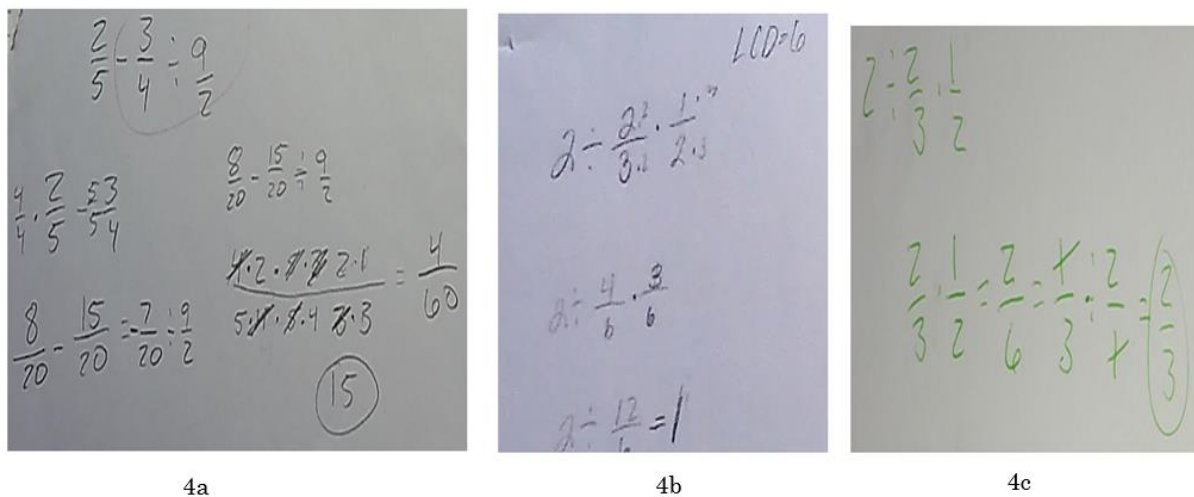 2/5 - 3/4 ÷ 9/2
8/20 - 15/20 ÷ 9/2
4/4 · 2/5 - 5/5 3/4
8/20 - 15/20 = -7/20 ÷ 9/2
= 4/60
15
4a
LCD=6
2 ÷ 2·2/3·2 · 1·3/2·3
2 ÷ 4/6 · 3/6
2 ÷ 12/6 = 1
4b
2 ÷ 2/3 · 1/2
2/3 · 1/2 = 2/6 = 1/3 ÷ 2/1 = 2/3
4c